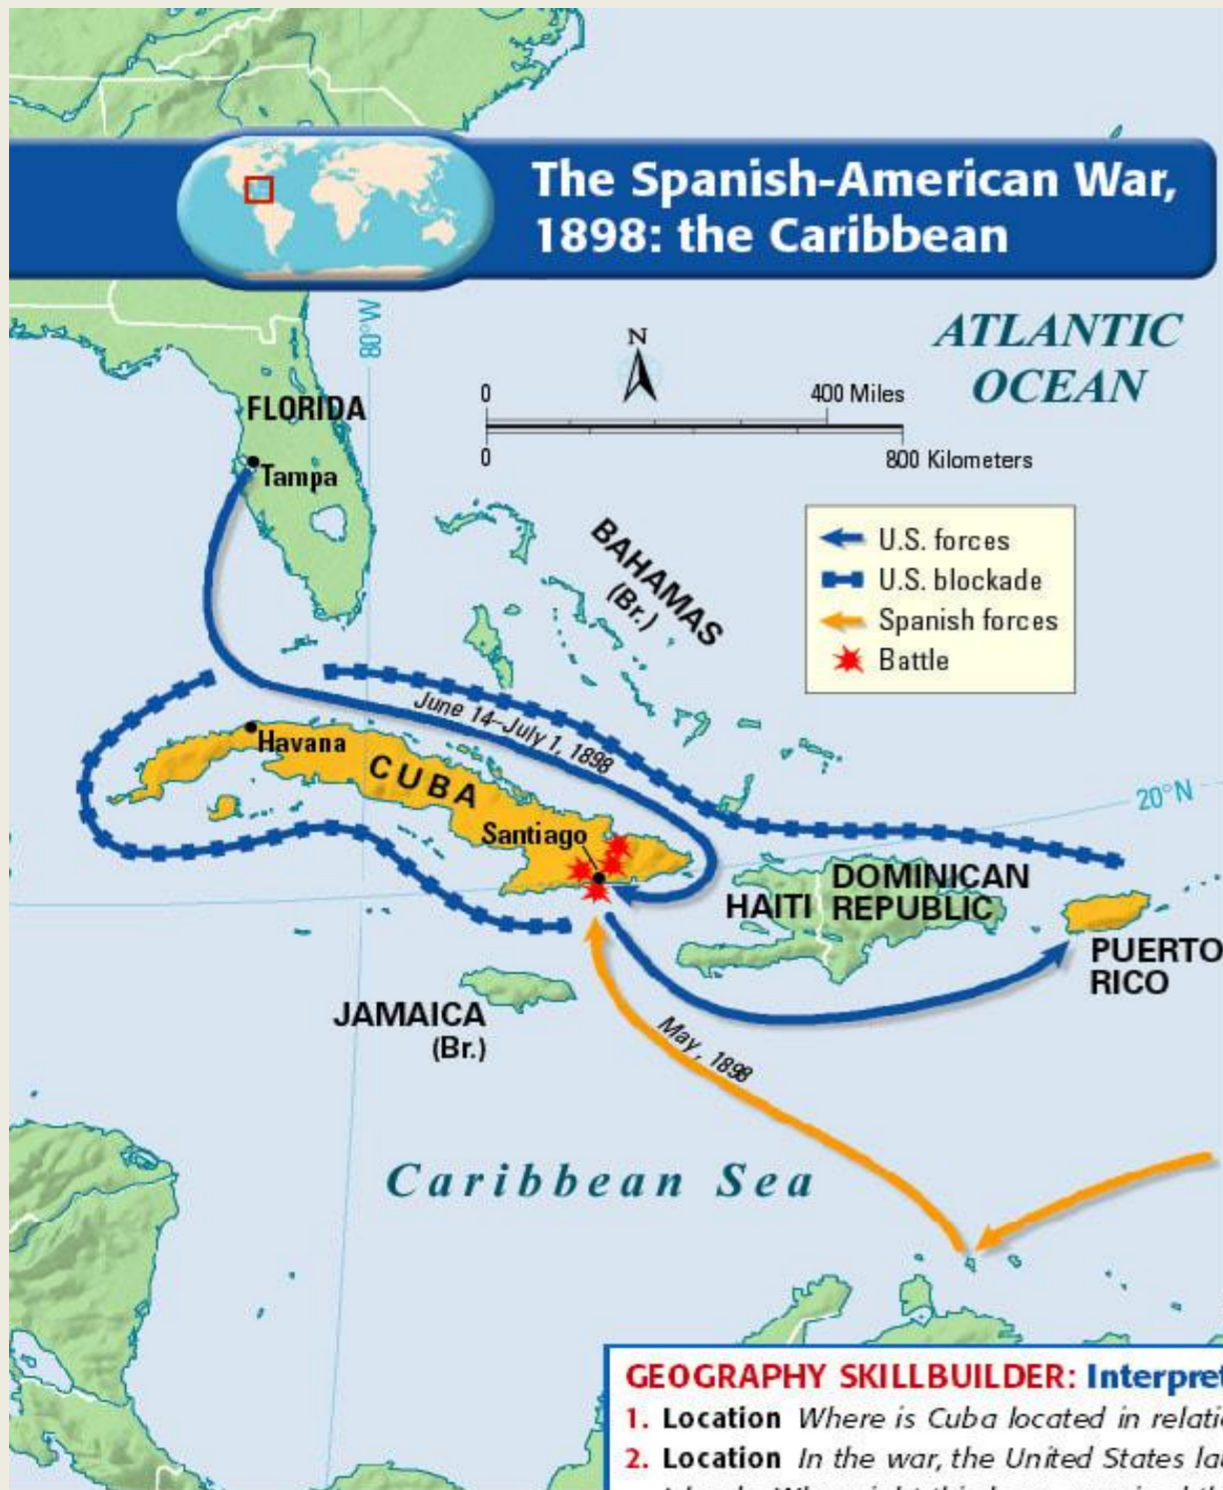 The Spanish-American War,
1898: the Caribbean
80°W
N
ATLANTIC
OCEAN
0
400 Miles
0
800 Kilometers
FLORIDA
Tampa
BAHAMAS
(Br.)
U.S. forces
U.S. blockade
Spanish forces
Battle
June 14–July 1, 1898
Havana
CUBA
20°N
Santiago
HAITI
DOMINICAN
REPUBLIC
PUERTO
RICO
JAMAICA
(Br.)
May, 1898
Caribbean Sea
GEOGRAPHY SKILLBUILDER: Interpret
1. Location Where is Cuba located in relatio
2. Location In the war, the United States lau